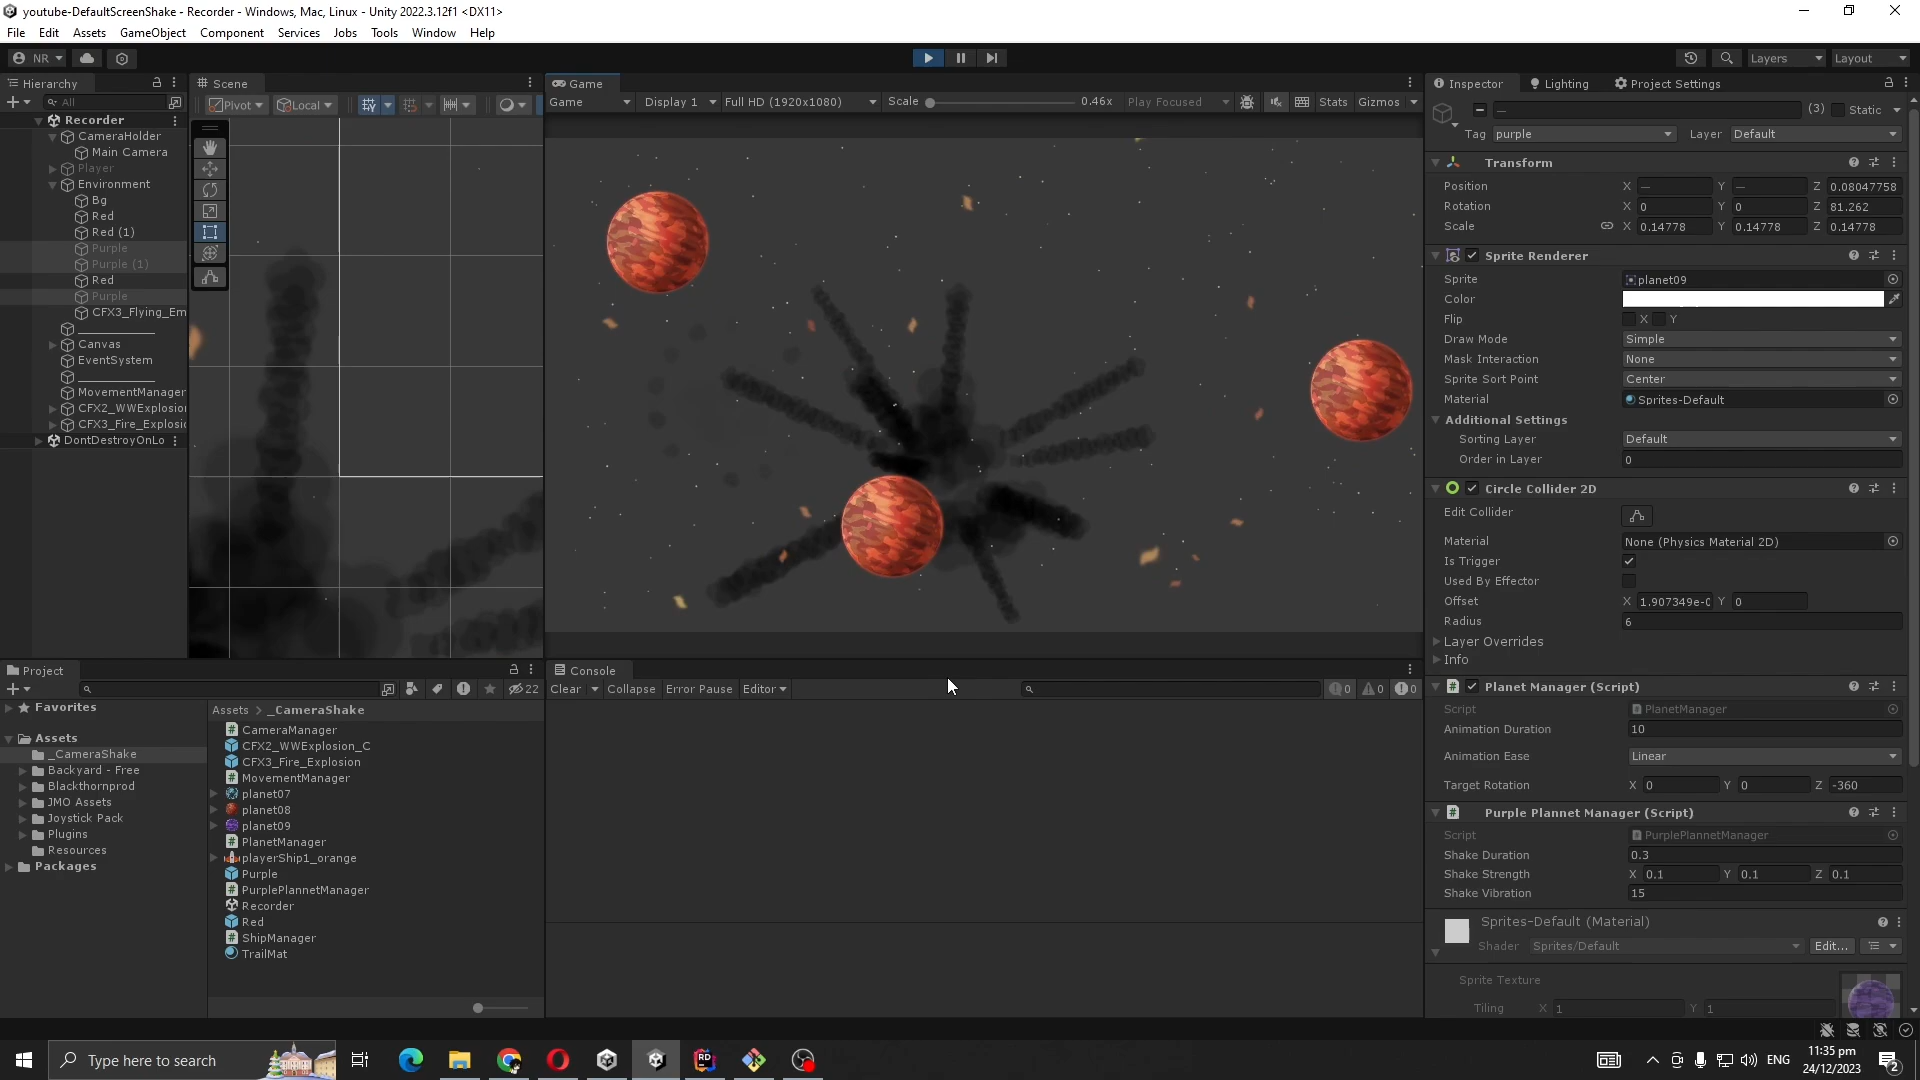 youtube-DefaultScreenShake - Recorder - Windows, Mac, Linux - Unity 2022.3.12f1 <DX11>
File Edit Assets GameObject Component Services Jobs Tools Window Help
NR Layers Layout
Hierarchy
All
Recorder
CameraHolder
Main Camera
Player
Environment
Bg
Red
Red (1)
Purple
Purple (1)
Red
Purple
CFX3_Flying_Em
____________
Canvas
EventSystem
____________
MovementManager
CFX2_WWExplosion
CFX3_Fire_Explosio
DontDestroyOnLo
Scene
Pivot Local
Game
Game Display 1 Full HD (1920x1080) Scale 0.46x Play Focused Stats Gizmos
Inspector Lighting Project Settings
— (3) Static
Tag purple Layer Default
Transform
Position X — Y — Z 0.08047758
Rotation X 0 Y 0 Z 81.262
Scale X 0.14778 Y 0.14778 Z 0.14778
Sprite Renderer
Sprite planet09
Color
Flip X Y
Draw Mode Simple
Mask Interaction None
Sprite Sort Point Center
Material Sprites-Default
Additional Settings
Sorting Layer Default
Order in Layer 0
Circle Collider 2D
Edit Collider
Material None (Physics Material 2D)
Is Trigger
Used By Effector
Offset X 1.907349e-0 Y 0
Radius 6
Layer Overrides
Info
Planet Manager (Script)
Script PlanetManager
Animation Duration 10
Animation Ease Linear
Target Rotation X 0 Y 0 Z -360
Purple Plannet Manager (Script)
Script PurplePlannetManager
Shake Duration 0.3
Shake Strength X 0.1 Y 0.1 Z 0.1
Shake Vibration 15
Sprites-Default (Material)
Shader Sprites/Default Edit...
Sprite Texture
Tiling X 1 Y 1
Project
22
Favorites
Assets
_CameraShake
Backyard - Free
Blackthornprod
JMO Assets
Joystick Pack
Plugins
Resources
Packages
Assets > _CameraShake
CameraManager
CFX2_WWExplosion_C
CFX3_Fire_Explosion
MovementManager
planet07
planet08
planet09
PlanetManager
playerShip1_orange
Purple
PurplePlannetManager
Recorder
Red
ShipManager
TrailMat
Console
Clear Collapse Error Pause Editor 0 0 0
Type here to search
ENG
11:35 pm
24/12/2023
2